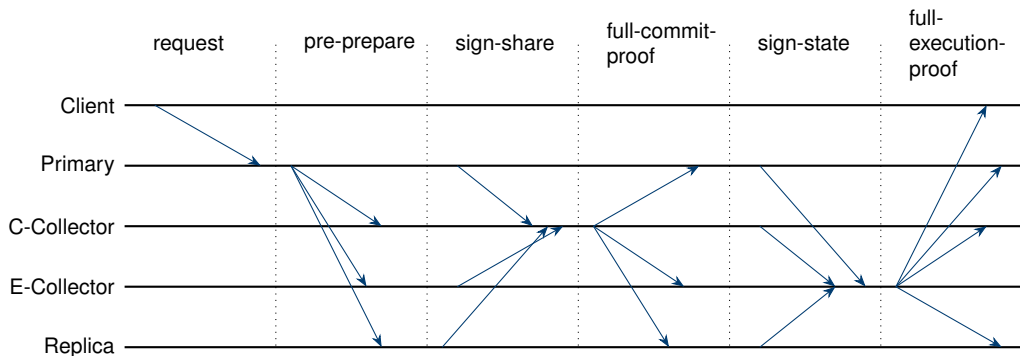 request
pre-prepare
sign-share
full-commit-
proof
sign-state
full-
execution-
proof
Client
Primary
C-Collector
E-Collector
Replica